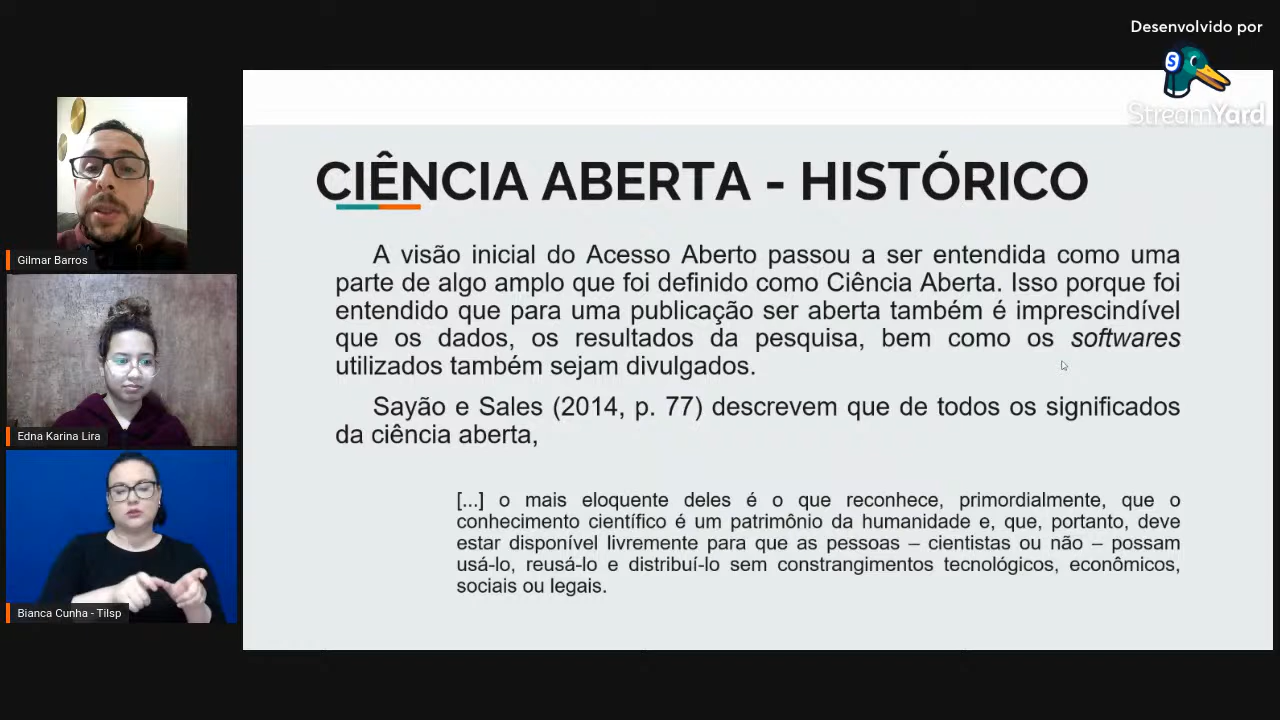 Desenvolvido por
StreamYard
Gilmar Barros
Edna Karina Lira
Bianca Cunha - Tilsp
CIÊNCIA ABERTA - HISTÓRICO
A visão inicial do Acesso Aberto passou a ser entendida como uma
parte de algo amplo que foi definido como Ciência Aberta. Isso porque foi
entendido que para uma publicação ser aberta também é imprescindível
que os dados, os resultados da pesquisa, bem como os softwares
utilizados também sejam divulgados.
Sayão e Sales (2014, p. 77) descrevem que de todos os significados
da ciência aberta,
[...] o mais eloquente deles é o que reconhece, primordialmente, que o
conhecimento científico é um patrimônio da humanidade e, que, portanto, deve
estar disponível livremente para que as pessoas – cientistas ou não – possam
usá-lo, reusá-lo e distribuí-lo sem constrangimentos tecnológicos, econômicos,
sociais ou legais.